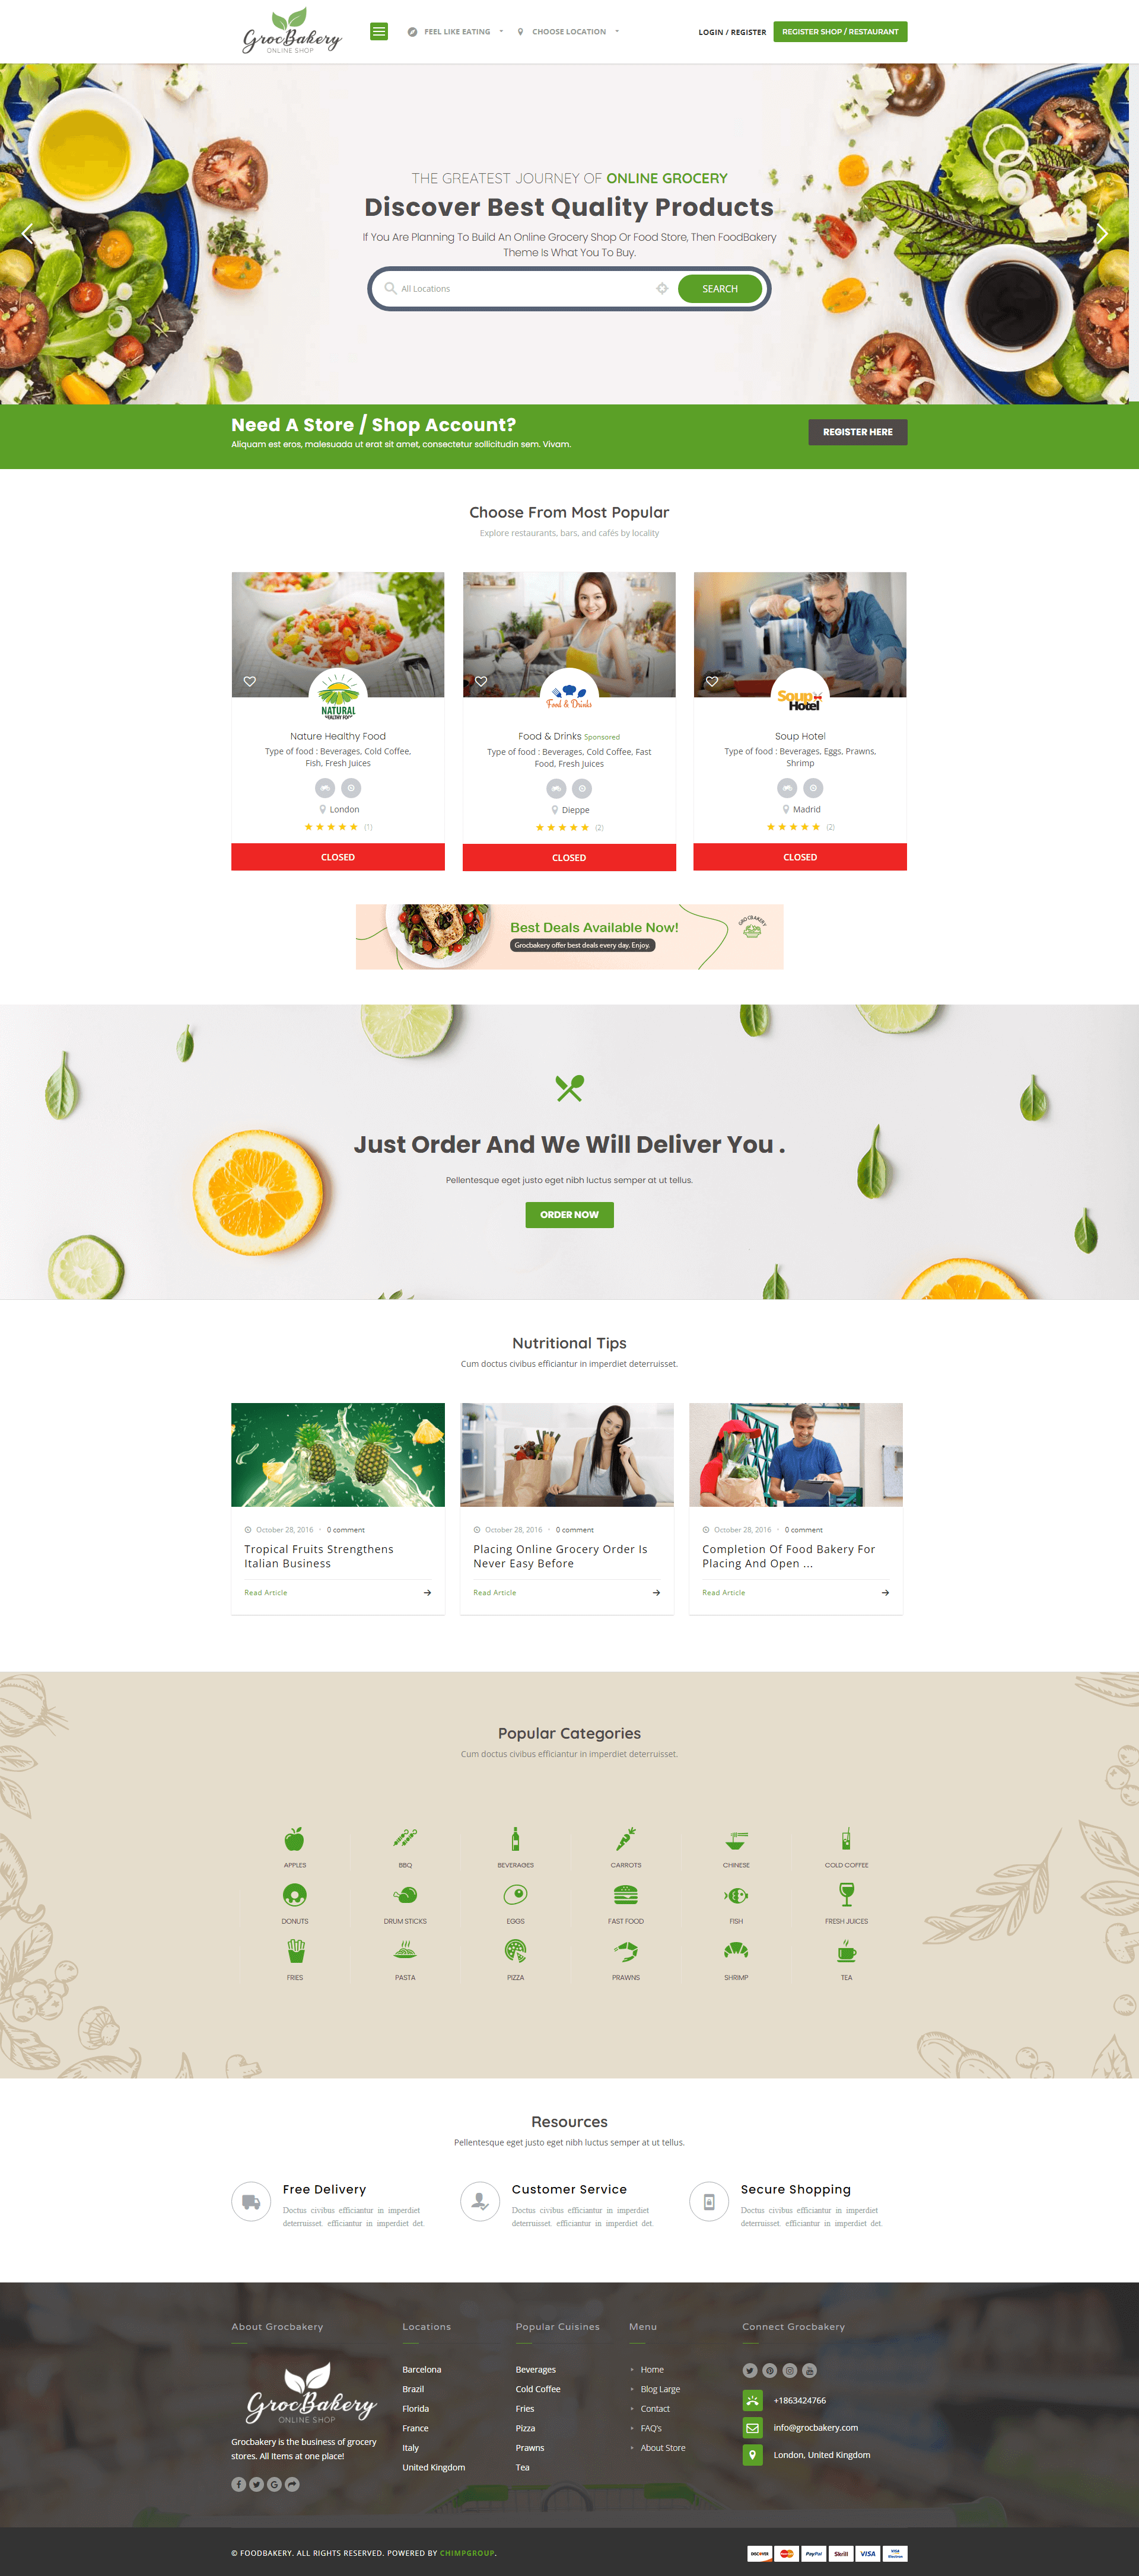 GrocBakery
ONLINE SHOP
FEEL LIKE EATING
CHOOSE LOCATION
LOGIN / REGISTER
REGISTER SHOP / RESTAURANT
THE GREATEST JOURNEY OF ONLINE GROCERY
Discover Best Quality Products
If You Are Planning To Build An Online Grocery Shop Or Food Store, Then FoodBakery
Theme Is What You To Buy.
All Locations
SEARCH
Need A Store / Shop Account?
Aliquam est eros, malesuada ut erat sit amet, consectetur sollicitudin sem. Vivam.
REGISTER HERE
Choose From Most Popular
Explore restaurants, bars, and cafés by locality
NATURAL
HEALTHY FOOD
Nature Healthy Food
Type of food : Beverages, Cold Coffee,
Fish, Fresh Juices
London
(1)
CLOSED
Food & Drinks
Food & Drinks Sponsored
Type of food : Beverages, Cold Coffee, Fast
Food, Fresh Juices
Dieppe
(2)
CLOSED
Soup
Hotel
Soup Hotel
Type of food : Beverages, Eggs, Prawns,
Shrimp
Madrid
(2)
CLOSED
Best Deals Available Now!
Grocbakery offer best deals every day. Enjoy.
GROCBAKERY
Just Order And We Will Deliver You .
Pellentesque eget justo eget nibh luctus semper at ut tellus.
ORDER NOW
Nutritional Tips
Cum doctus civibus efficiantur in imperdiet deterruisset.
October 28, 2016 • 0 comment
Tropical Fruits Strengthens
Italian Business
Read Article
October 28, 2016 • 0 comment
Placing Online Grocery Order Is
Never Easy Before
Read Article
October 28, 2016 • 0 comment
Completion Of Food Bakery For
Placing And Open ...
Read Article
Popular Categories
Cum doctus civibus efficiantur in imperdiet deterruisset.
APPLES
BBQ
BEVERAGES
CARROTS
CHINESE
COLD COFFEE
DONUTS
DRUM STICKS
EGGS
FAST FOOD
FISH
FRESH JUICES
FRIES
PASTA
PIZZA
PRAWNS
SHRIMP
TEA
Resources
Pellentesque eget justo eget nibh luctus semper at ut tellus.
Free Delivery
Doctus civibus efficiantur in imperdiet
deterruisset. efficiantur in imperdiet det.
Customer Service
Doctus civibus efficiantur in imperdiet
deterruisset. efficiantur in imperdiet det.
Secure Shopping
Doctus civibus efficiantur in imperdiet
deterruisset. efficiantur in imperdiet det.
About Grocbakery
GrocBakery
ONLINE SHOP
Grocbakery is the business of grocery
stores. All Items at one place!
Locations
Barcelona
Brazil
Florida
France
Italy
United Kingdom
Popular Cuisines
Beverages
Cold Coffee
Fries
Pizza
Prawns
Tea
Menu
Home
Blog Large
Contact
FAQ's
About Store
Connect Grocbakery
+1863424766
info@grocbakery.com
London, United Kingdom
© FOODBAKERY. ALL RIGHTS RESERVED. POWERED BY CHIMPGROUP.
DISCOVER
MasterCard
PayPal
Skrill
VISA
VISA
Electron